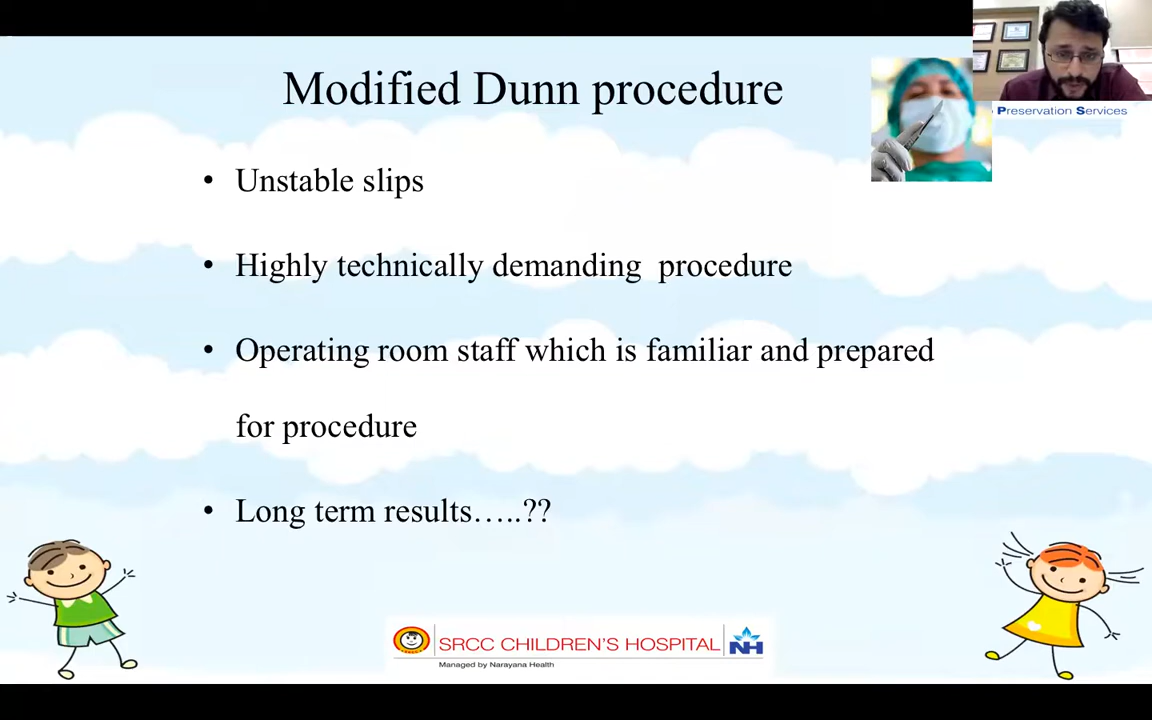 Modified Dunn procedure
Preservation Services
• Unstable slips
• Highly technically demanding procedure
• Operating room staff which is familiar and prepared
for procedure
• Long term results…..??
SRCC CHILDREN'S HOSPITAL NH
Managed by Narayana Health